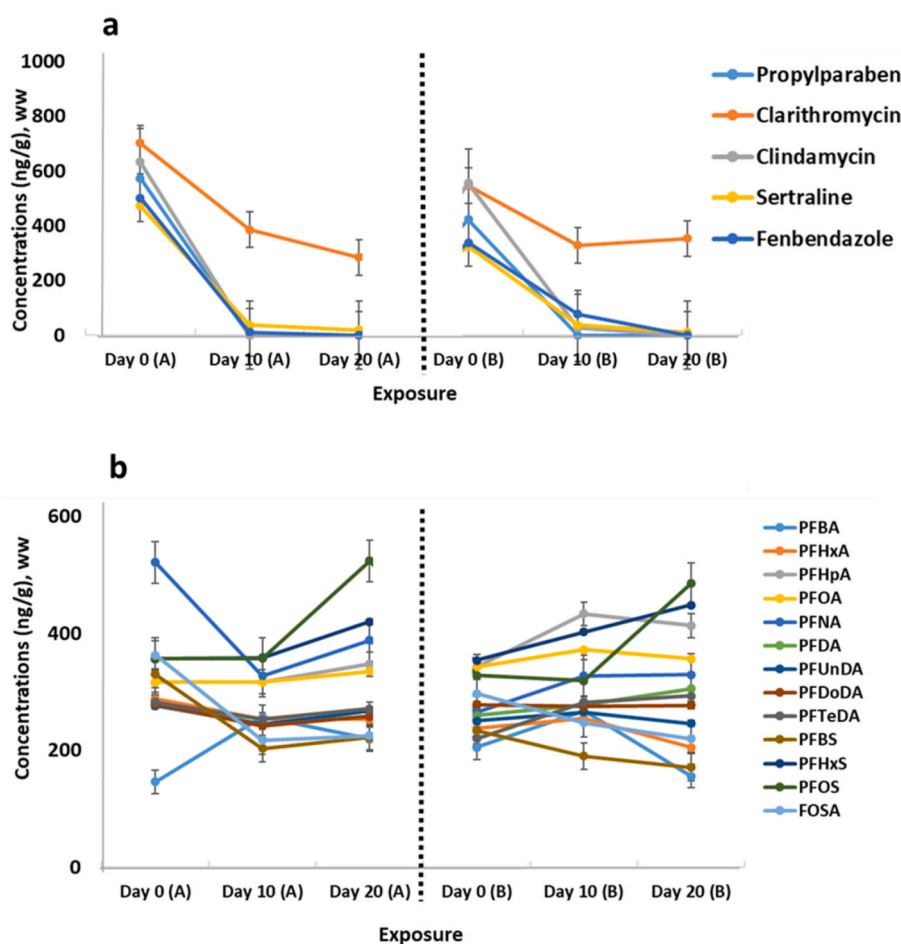 a
1000
800
600
400
200
0
Concentrations (ng/g), ww
Day 0 (A) Day 10 (A) Day 20 (A) Day 0 (B) Day 10 (B) Day 20 (B)
Exposure
Propylparaben
Clarithromycin
Clindamycin
Sertraline
Fenbendazole
b
600
400
200
0
Concentrations (ng/g), ww
Day 0 (A) Day 10 (A) Day 20 (A) Day 0 (B) Day 10 (B) Day 20 (B)
Exposure
PFBA
PFHxA
PFHpA
PFOA
PFNA
PFDA
PFUnDA
PFDoDA
PFTeDA
PFBS
PFHxS
PFOS
FOSA